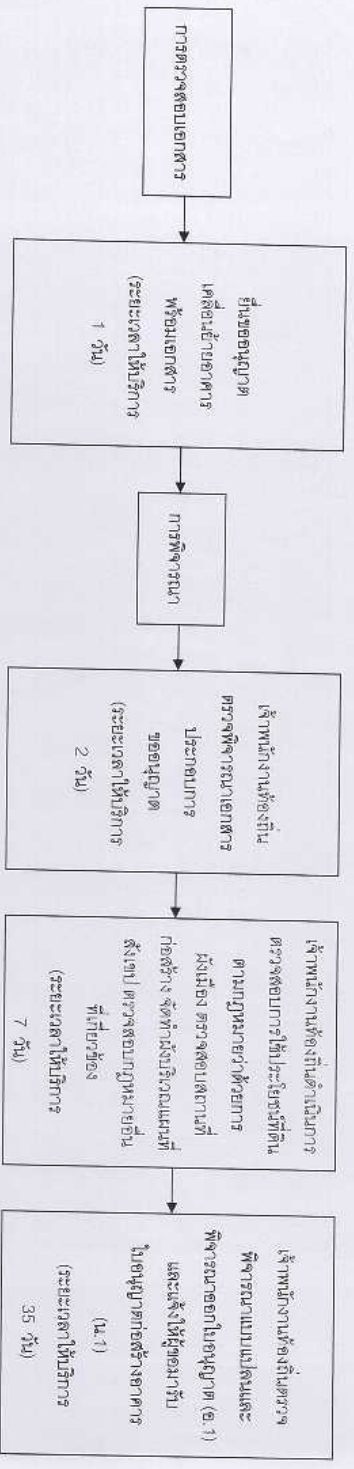 การตรวจสอบเอกสาร
ยื่นขออนุญาต
เคลื่อนย้ายอาคาร
พร้อมเอกสาร
(ระยะเวลาให้บริการ
1 วัน)
การพิจารณา
เจ้าพนักงานท้องถิ่น
ตรวจพิจารณาเอกสาร
ประกอบการ
ขออนุญาต
(ระยะเวลาให้บริการ
2 วัน)
เจ้าพนักงานท้องถิ่นดำเนินการ
ตรวจสอบการใช้ประโยชน์ที่ดิน
ตามกฎหมายว่าด้วยการ
ผังเมือง ตรวจสอบสถานที่
ก่อสร้าง จัดทำผังบริเวณแผนที่
สังเขป ตรวจสอบกฎหมายอื่น
ที่เกี่ยวข้อง
(ระยะเวลาให้บริการ
7 วัน)
เจ้าพนักงานท้องถิ่นตรวจ
พิจารณาแบบแปลนและ
พิจารณาออกใบอนุญาต (อ.1)
และแจ้งให้ผู้ขอมารับ
ใบอนุญาตก่อสร้างอาคาร
(น.1)
(ระยะเวลาให้บริการ
35 วัน)